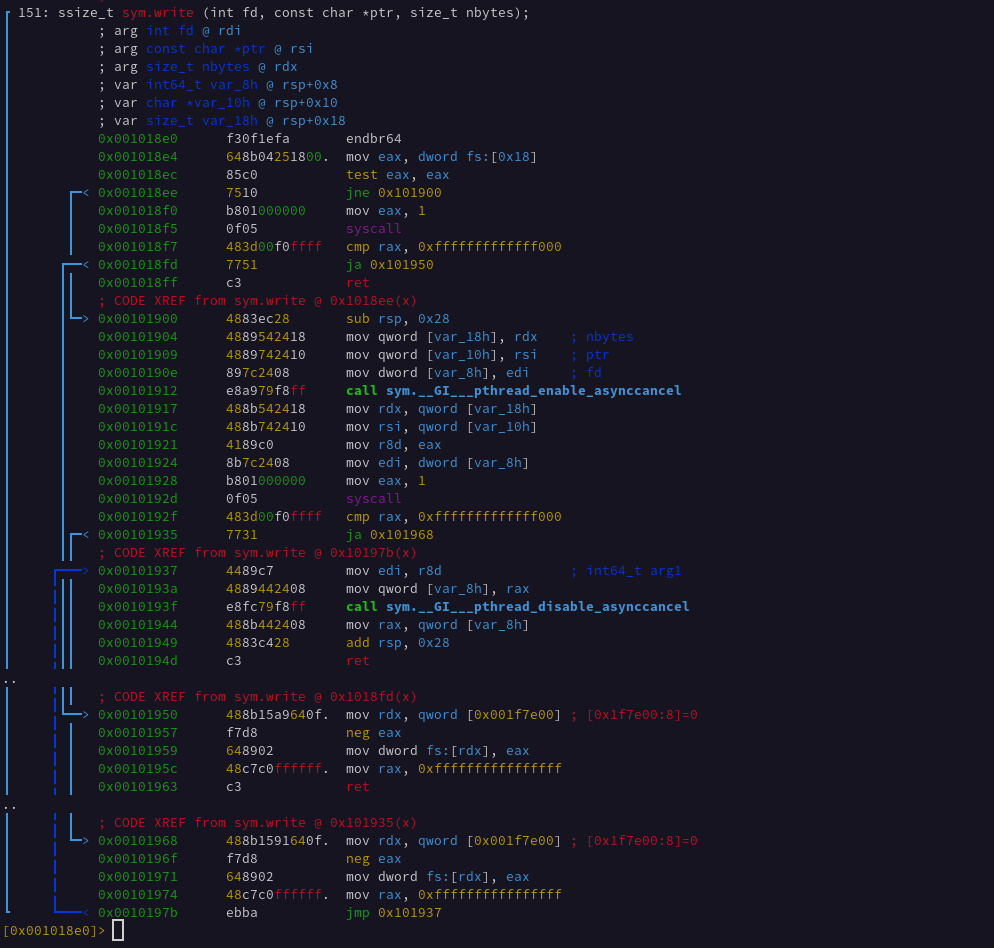 151: ssize_t sym.write (int fd, const char *ptr, size_t nbytes);
; arg int fd @ rdi
; arg const char *ptr @ rsi
; arg size_t nbytes @ rdx
; var int64_t var_8h @ rsp+0x8
; var char *var_10h @ rsp+0x10
; var size_t var_18h @ rsp+0x18
0x001018e0 f30f1efa endbr64
0x001018e4 648b04251800. mov eax, dword fs:[0x18]
0x001018ec 85c0 test eax, eax
< 0x001018ee 7510 jne 0x101900
0x001018f0 b801000000 mov eax, 1
0x001018f5 0f05 syscall
0x001018f7 483d00f0ffff cmp rax, 0xfffffffffffff000
< 0x001018fd 7751 ja 0x101950
0x001018ff c3 ret
; CODE XREF from sym.write @ 0x1018ee(x)
> 0x00101900 4883ec28 sub rsp, 0x28
0x00101904 4889542418 mov qword [var_18h], rdx ; nbytes
0x00101909 4889742410 mov qword [var_10h], rsi ; ptr
0x0010190e 897c2408 mov dword [var_8h], edi ; fd
0x00101912 e8a979f8ff call sym.__GI___pthread_enable_asynccancel
0x00101917 488b542418 mov rdx, qword [var_18h]
0x0010191c 488b742410 mov rsi, qword [var_10h]
0x00101921 4189c0 mov r8d, eax
0x00101924 8b7c2408 mov edi, dword [var_8h]
0x00101928 b801000000 mov eax, 1
0x0010192d 0f05 syscall
0x0010192f 483d00f0ffff cmp rax, 0xfffffffffffff000
< 0x00101935 7731 ja 0x101968
; CODE XREF from sym.write @ 0x10197b(x)
> 0x00101937 4489c7 mov edi, r8d ; int64_t arg1
0x0010193a 4889442408 mov qword [var_8h], rax
0x0010193f e8fc79f8ff call sym.__GI___pthread_disable_asynccancel
0x00101944 488b442408 mov rax, qword [var_8h]
0x00101949 4883c428 add rsp, 0x28
0x0010194d c3 ret
..
; CODE XREF from sym.write @ 0x1018fd(x)
> 0x00101950 488b15a9640f. mov rdx, qword [0x001f7e00] ; [0x1f7e00:8]=0
0x00101957 f7d8 neg eax
0x00101959 648902 mov dword fs:[rdx], eax
0x0010195c 48c7c0ffffff. mov rax, 0xffffffffffffffff
0x00101963 c3 ret
..
; CODE XREF from sym.write @ 0x101935(x)
> 0x00101968 488b1591640f. mov rdx, qword [0x001f7e00] ; [0x1f7e00:8]=0
0x0010196f f7d8 neg eax
0x00101971 648902 mov dword fs:[rdx], eax
0x00101974 48c7c0ffffff. mov rax, 0xffffffffffffffff
< 0x0010197b ebba jmp 0x101937
[0x001018e0]>